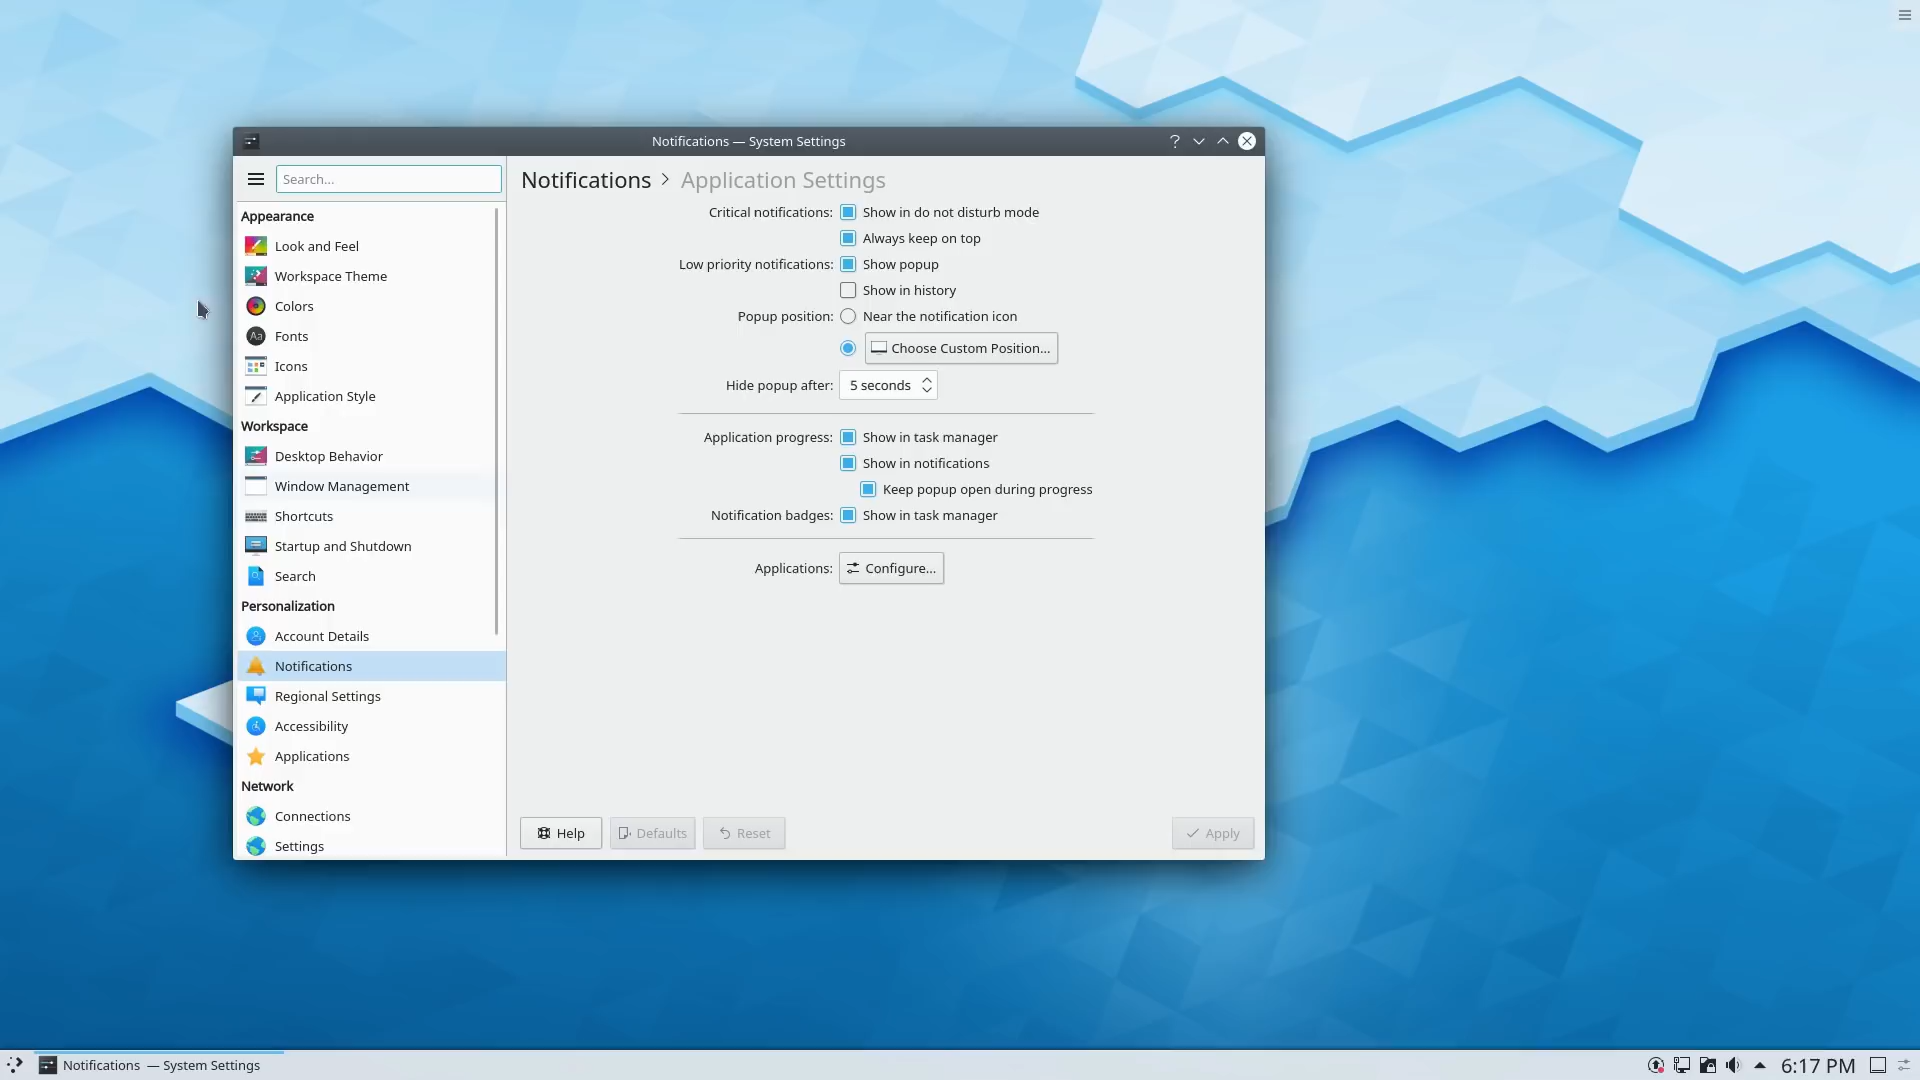 Notifications — System Settings
Search...
Notifications > Application Settings
Appearance
Look and Feel
Workspace Theme
Colors
Fonts
Icons
Application Style
Workspace
Desktop Behavior
Window Management
Shortcuts
Startup and Shutdown
Search
Personalization
Account Details
Notifications
Regional Settings
Accessibility
Applications
Network
Connections
Settings
Critical notifications: Show in do not disturb mode
Always keep on top
Low priority notifications: Show popup
Show in history
Popup position: Near the notification icon
Choose Custom Position...
Hide popup after: 5 seconds
Application progress: Show in task manager
Show in notifications
Keep popup open during progress
Notification badges: Show in task manager
Applications: Configure...
Help Defaults Reset Apply
Notifications — System Settings 6:17 PM